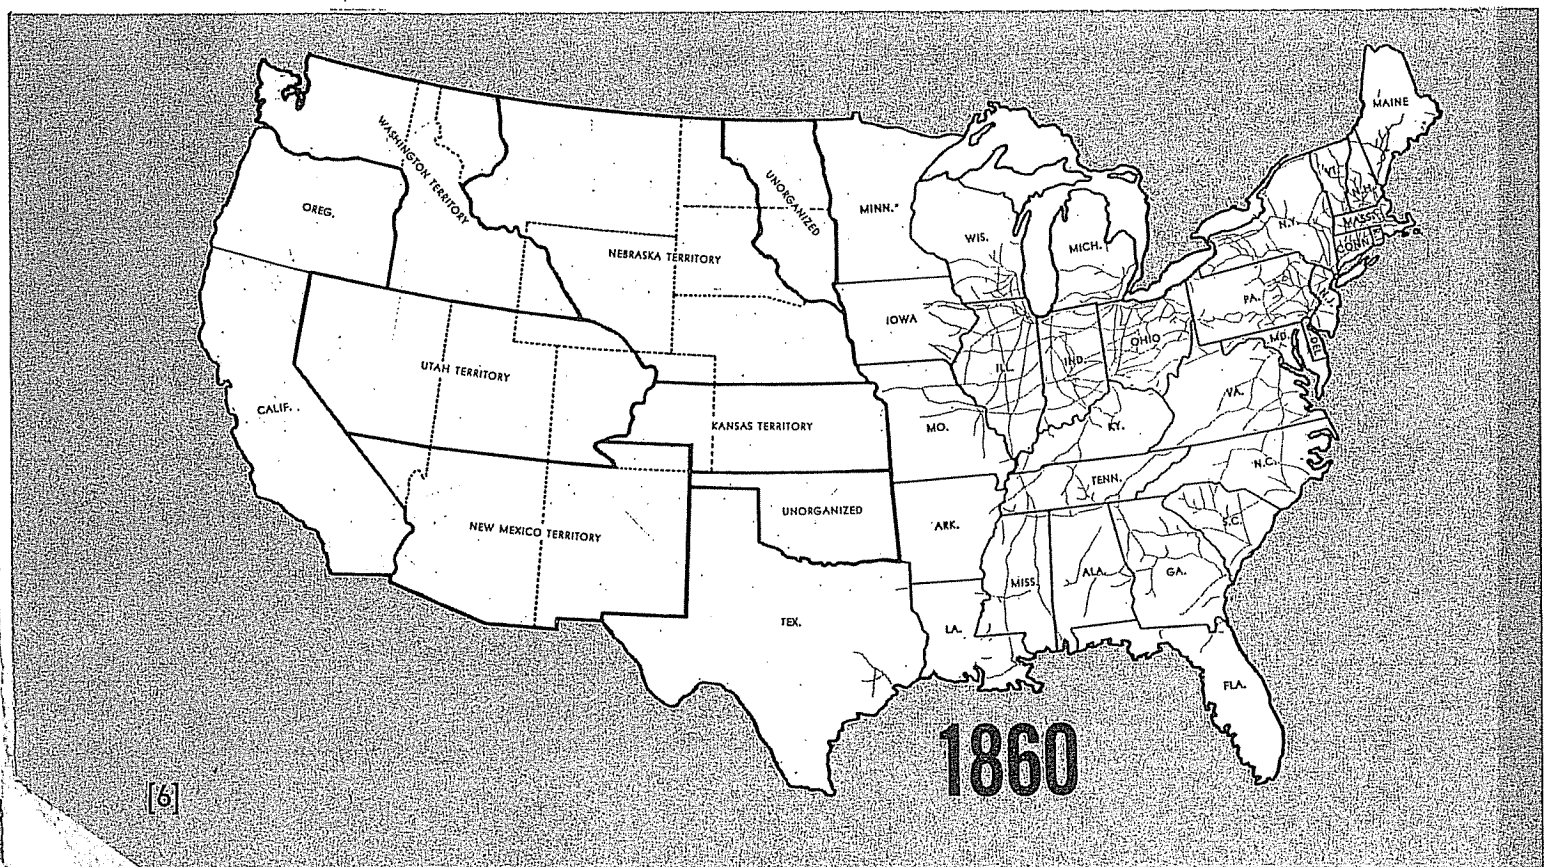 MAINE
WASHINGTON TERRITORY
VT.
N.H.
UNORGANIZED
OREG.
MINN.
MASS.
N.Y.
WIS.
MICH.
CONN.
NEBRASKA TERRITORY
PA.
IOWA
OHIO
MD.
DEL.
UTAH TERRITORY
ILL.
IND.
VA.
CALIF.
KANSAS TERRITORY
MO.
KY.
N.C.
TENN.
UNORGANIZED
NEW MEXICO TERRITORY
ARK.
S.C.
MISS.
ALA.
GA.
TEX.
LA.
FLA.
1860
[6]